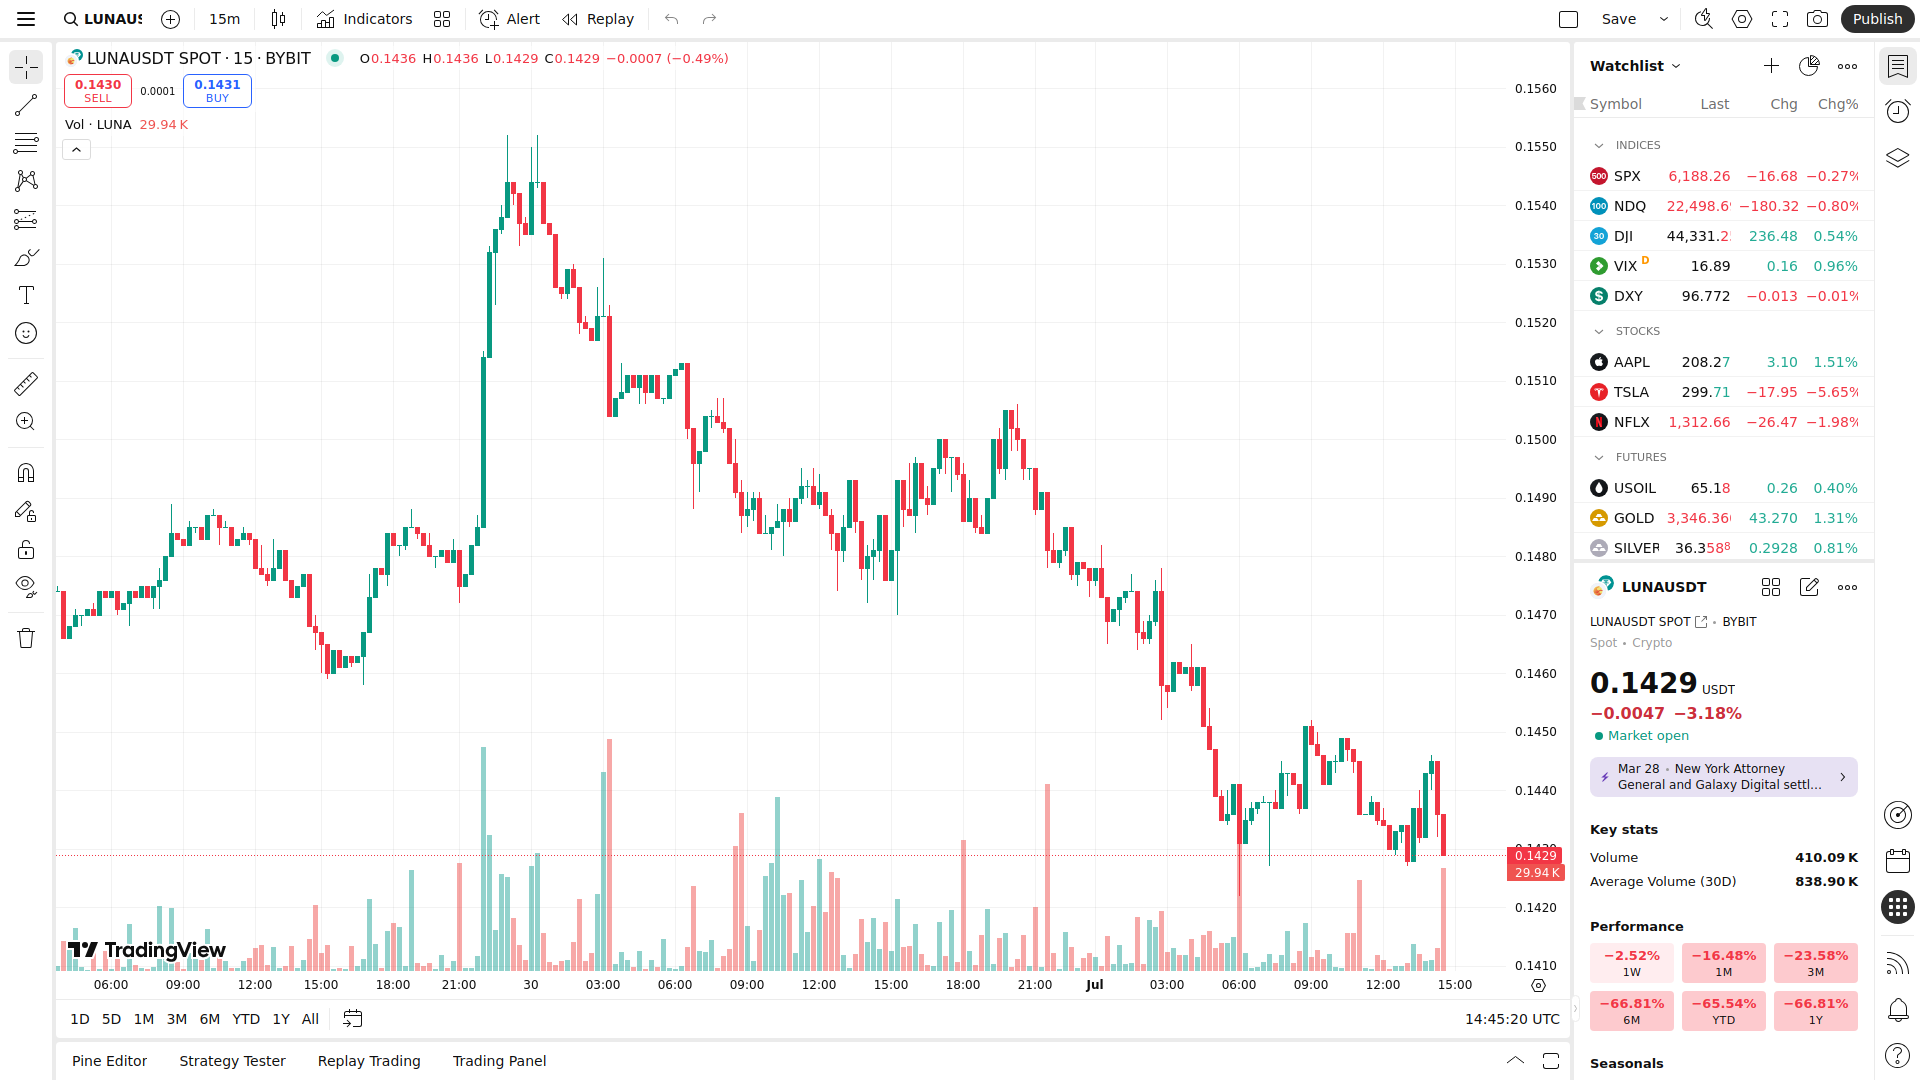 LUNAUS
15m
Indicators
Alert
Replay
Save
Publish
LUNAUSDT SPOT · 15 · BYBIT
O0.1436 H0.1436 L0.1429 C0.1429 −0.0007 (−0.49%)
0.1430
SELL
0.0001
0.1431
BUY
Vol · LUNA 29.94 K
0.1560
0.1550
0.1540
0.1530
0.1520
0.1510
0.1500
0.1490
0.1480
0.1470
0.1460
0.1450
0.1440
0.1429
29.94 K
0.1420
0.1410
TradingView
06:00 09:00 12:00 15:00 18:00 21:00 30 03:00 06:00 09:00 12:00 15:00 18:00 21:00 Jul 03:00 06:00 09:00 12:00 15:00
1D 5D 1M 3M 6M YTD 1Y All
14:45:20 UTC
Pine Editor Strategy Tester Replay Trading Trading Panel
Watchlist
Symbol Last Chg Chg%
INDICES
500 SPX 6,188.26 −16.68 −0.27%
100 NDQ 22,498.6 −180.32 −0.80%
30 DJI 44,331.2 236.48 0.54%
VIX D 16.89 0.16 0.96%
DXY 96.772 −0.013 −0.01%
STOCKS
AAPL 208.27 3.10 1.51%
TSLA 299.71 −17.95 −5.65%
NFLX 1,312.66 −26.47 −1.98%
FUTURES
USOIL 65.18 0.26 0.40%
GOLD 3,346.36 43.270 1.31%
SILVER 36.358⁸ 0.2928 0.81%
LUNAUSDT
LUNAUSDT SPOT • BYBIT
Spot • Crypto
0.1429 USDT
−0.0047 −3.18%
Market open
Mar 28 • New York Attorney
General and Galaxy Digital settl...
Key stats
Volume 410.09 K
Average Volume (30D) 838.90 K
Performance
−2.52% −16.48% −23.58%
1W 1M 3M
−66.81% −65.54% −66.81%
6M YTD 1Y
Seasonals